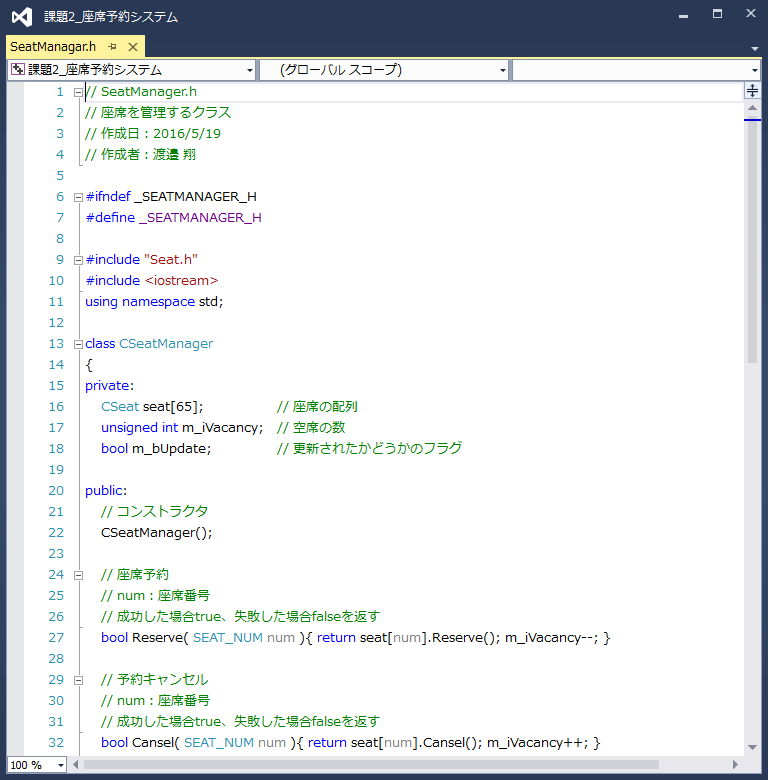 課題2_座席予約システム
SeatManagar.h
課題2_座席予約システム
(グローバル スコープ)
1 // SeatManager.h
2 // 座席を管理するクラス
3 // 作成日：2016/5/19
4 // 作成者：渡邉 翔
5
6 #ifndef _SEATMANAGER_H
7 #define _SEATMANAGER_H
8
9 #include "Seat.h"
10 #include <iostream>
11 using namespace std;
12
13 class CSeatManager
14 {
15 private:
16 CSeat seat[65]; // 座席の配列
17 unsigned int m_iVacancy; // 空席の数
18 bool m_bUpdate; // 更新されたかどうかのフラグ
19
20 public:
21 // コンストラクタ
22 CSeatManager();
23
24 // 座席予約
25 // num：座席番号
26 // 成功した場合true、失敗した場合falseを返す
27 bool Reserve( SEAT_NUM num ){ return seat[num].Reserve(); m_iVacancy--; }
28
29 // 予約キャンセル
30 // num：座席番号
31 // 成功した場合true、失敗した場合falseを返す
32 bool Cansel( SEAT_NUM num ){ return seat[num].Cansel(); m_iVacancy++; }
100 %